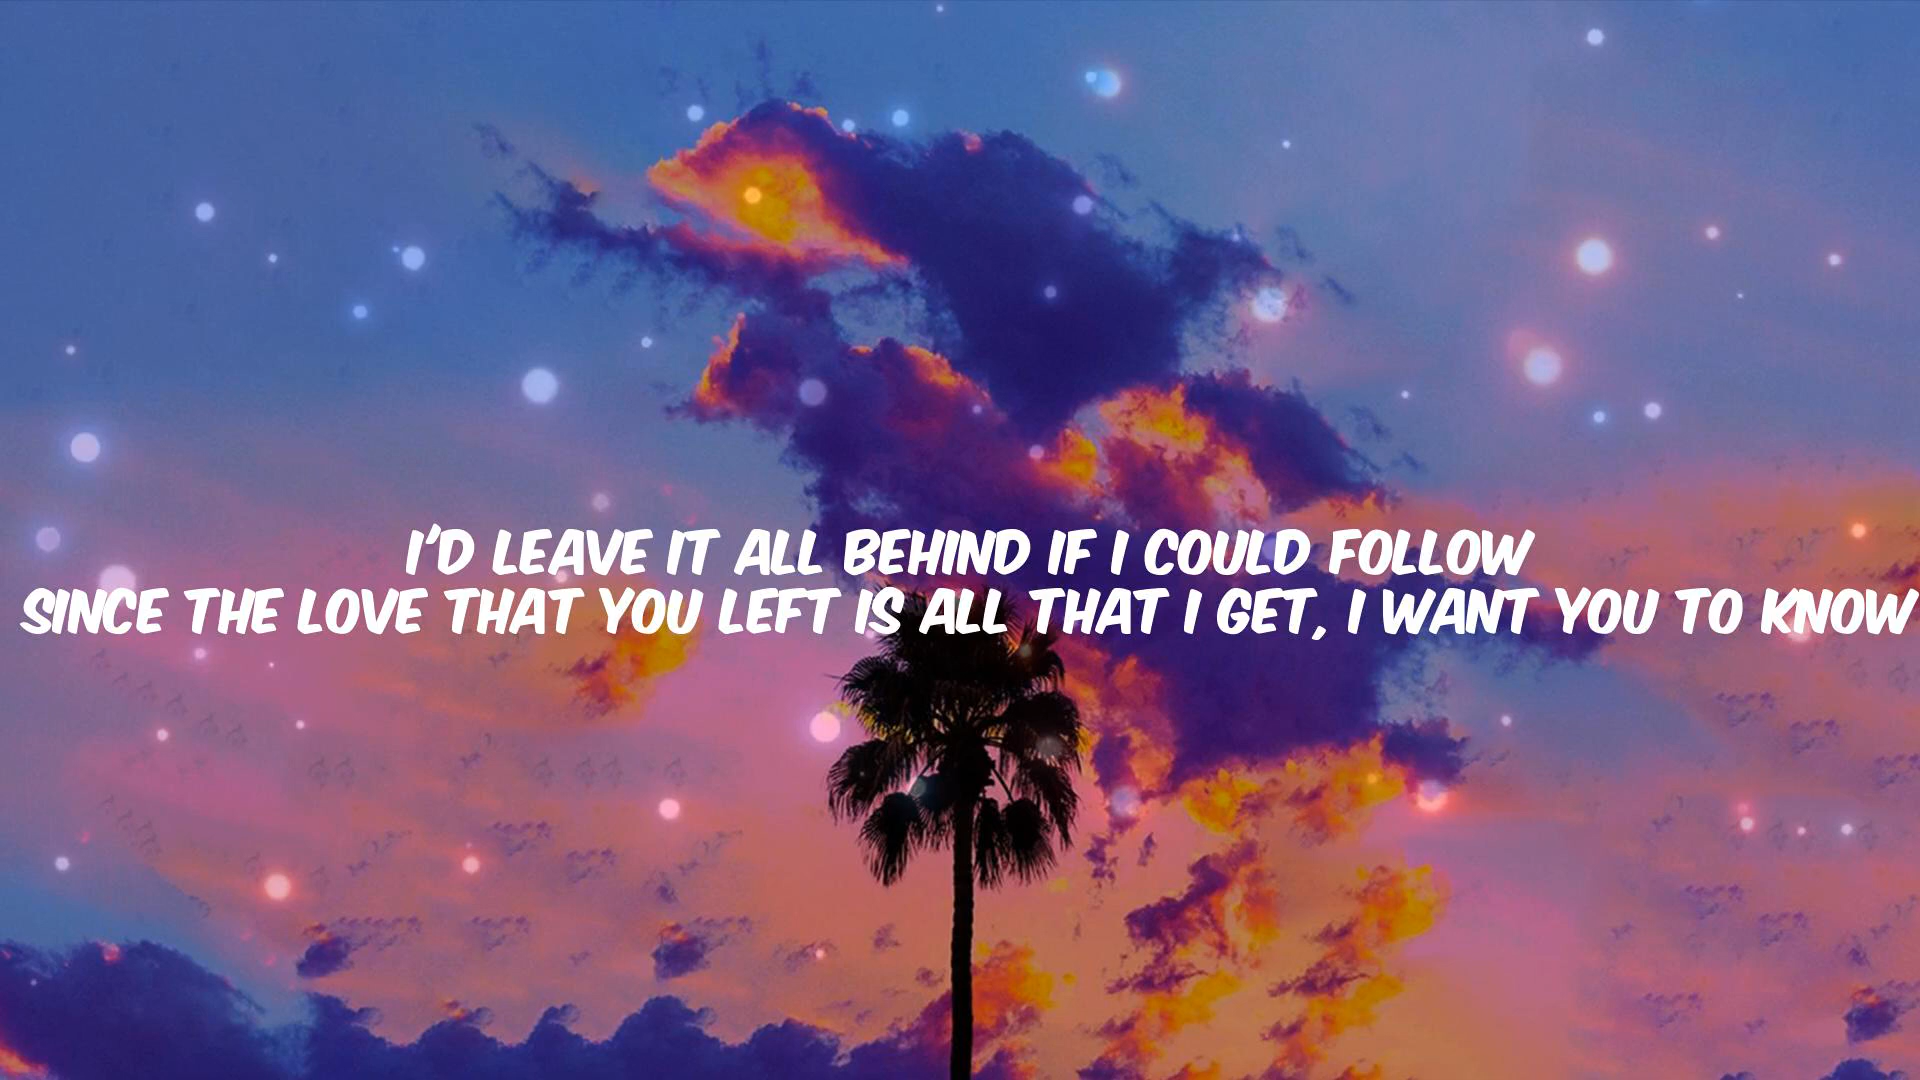 I'D LEAVE IT ALL BEHIND IF I COULD FOLLOW
SINCE THE LOVE THAT YOU LEFT IS ALL THAT I GET, I WANT YOU TO KNOW